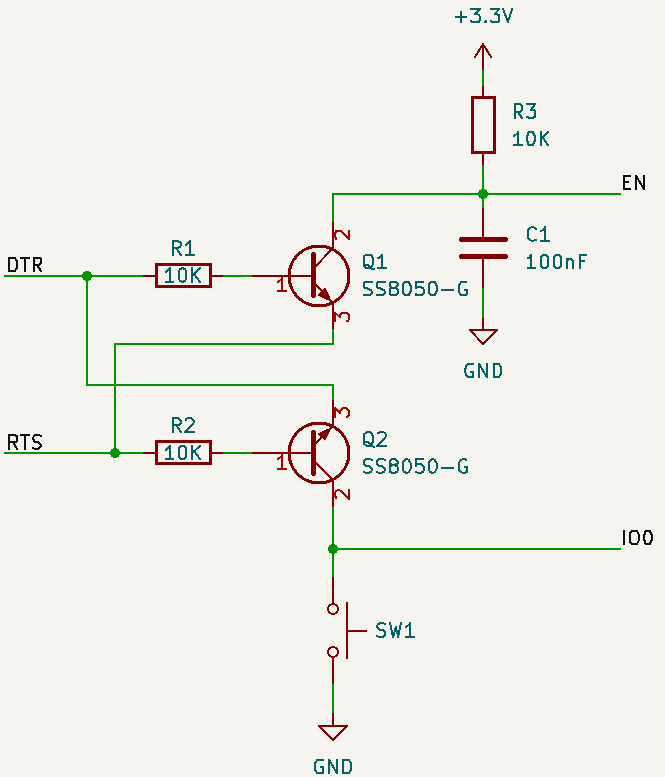 +3.3V
R3
10K
EN
2
C1
100nF
DTR
R1
10K
1
Q1
SS8050-G
3
GND
3
RTS
R2
10K
1
Q2
SS8050-G
2
IO0
SW1
GND